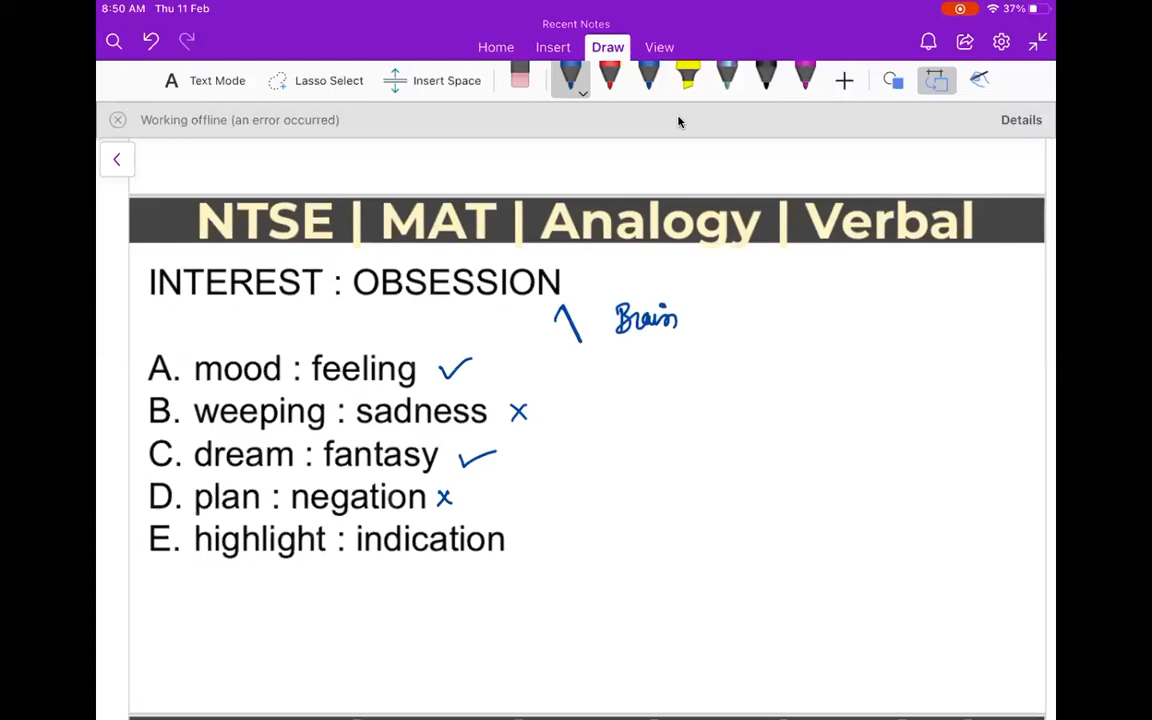 8:50 AM Thu 11 Feb
37%
Recent Notes
Home Insert Draw View
Text Mode Lasso Select Insert Space
Working offline (an error occurred) Details
NTSE | MAT | Analogy | Verbal
INTEREST : OBSESSION
Brain
A. mood : feeling
B. weeping : sadness
C. dream : fantasy
D. plan : negation
E. highlight : indication